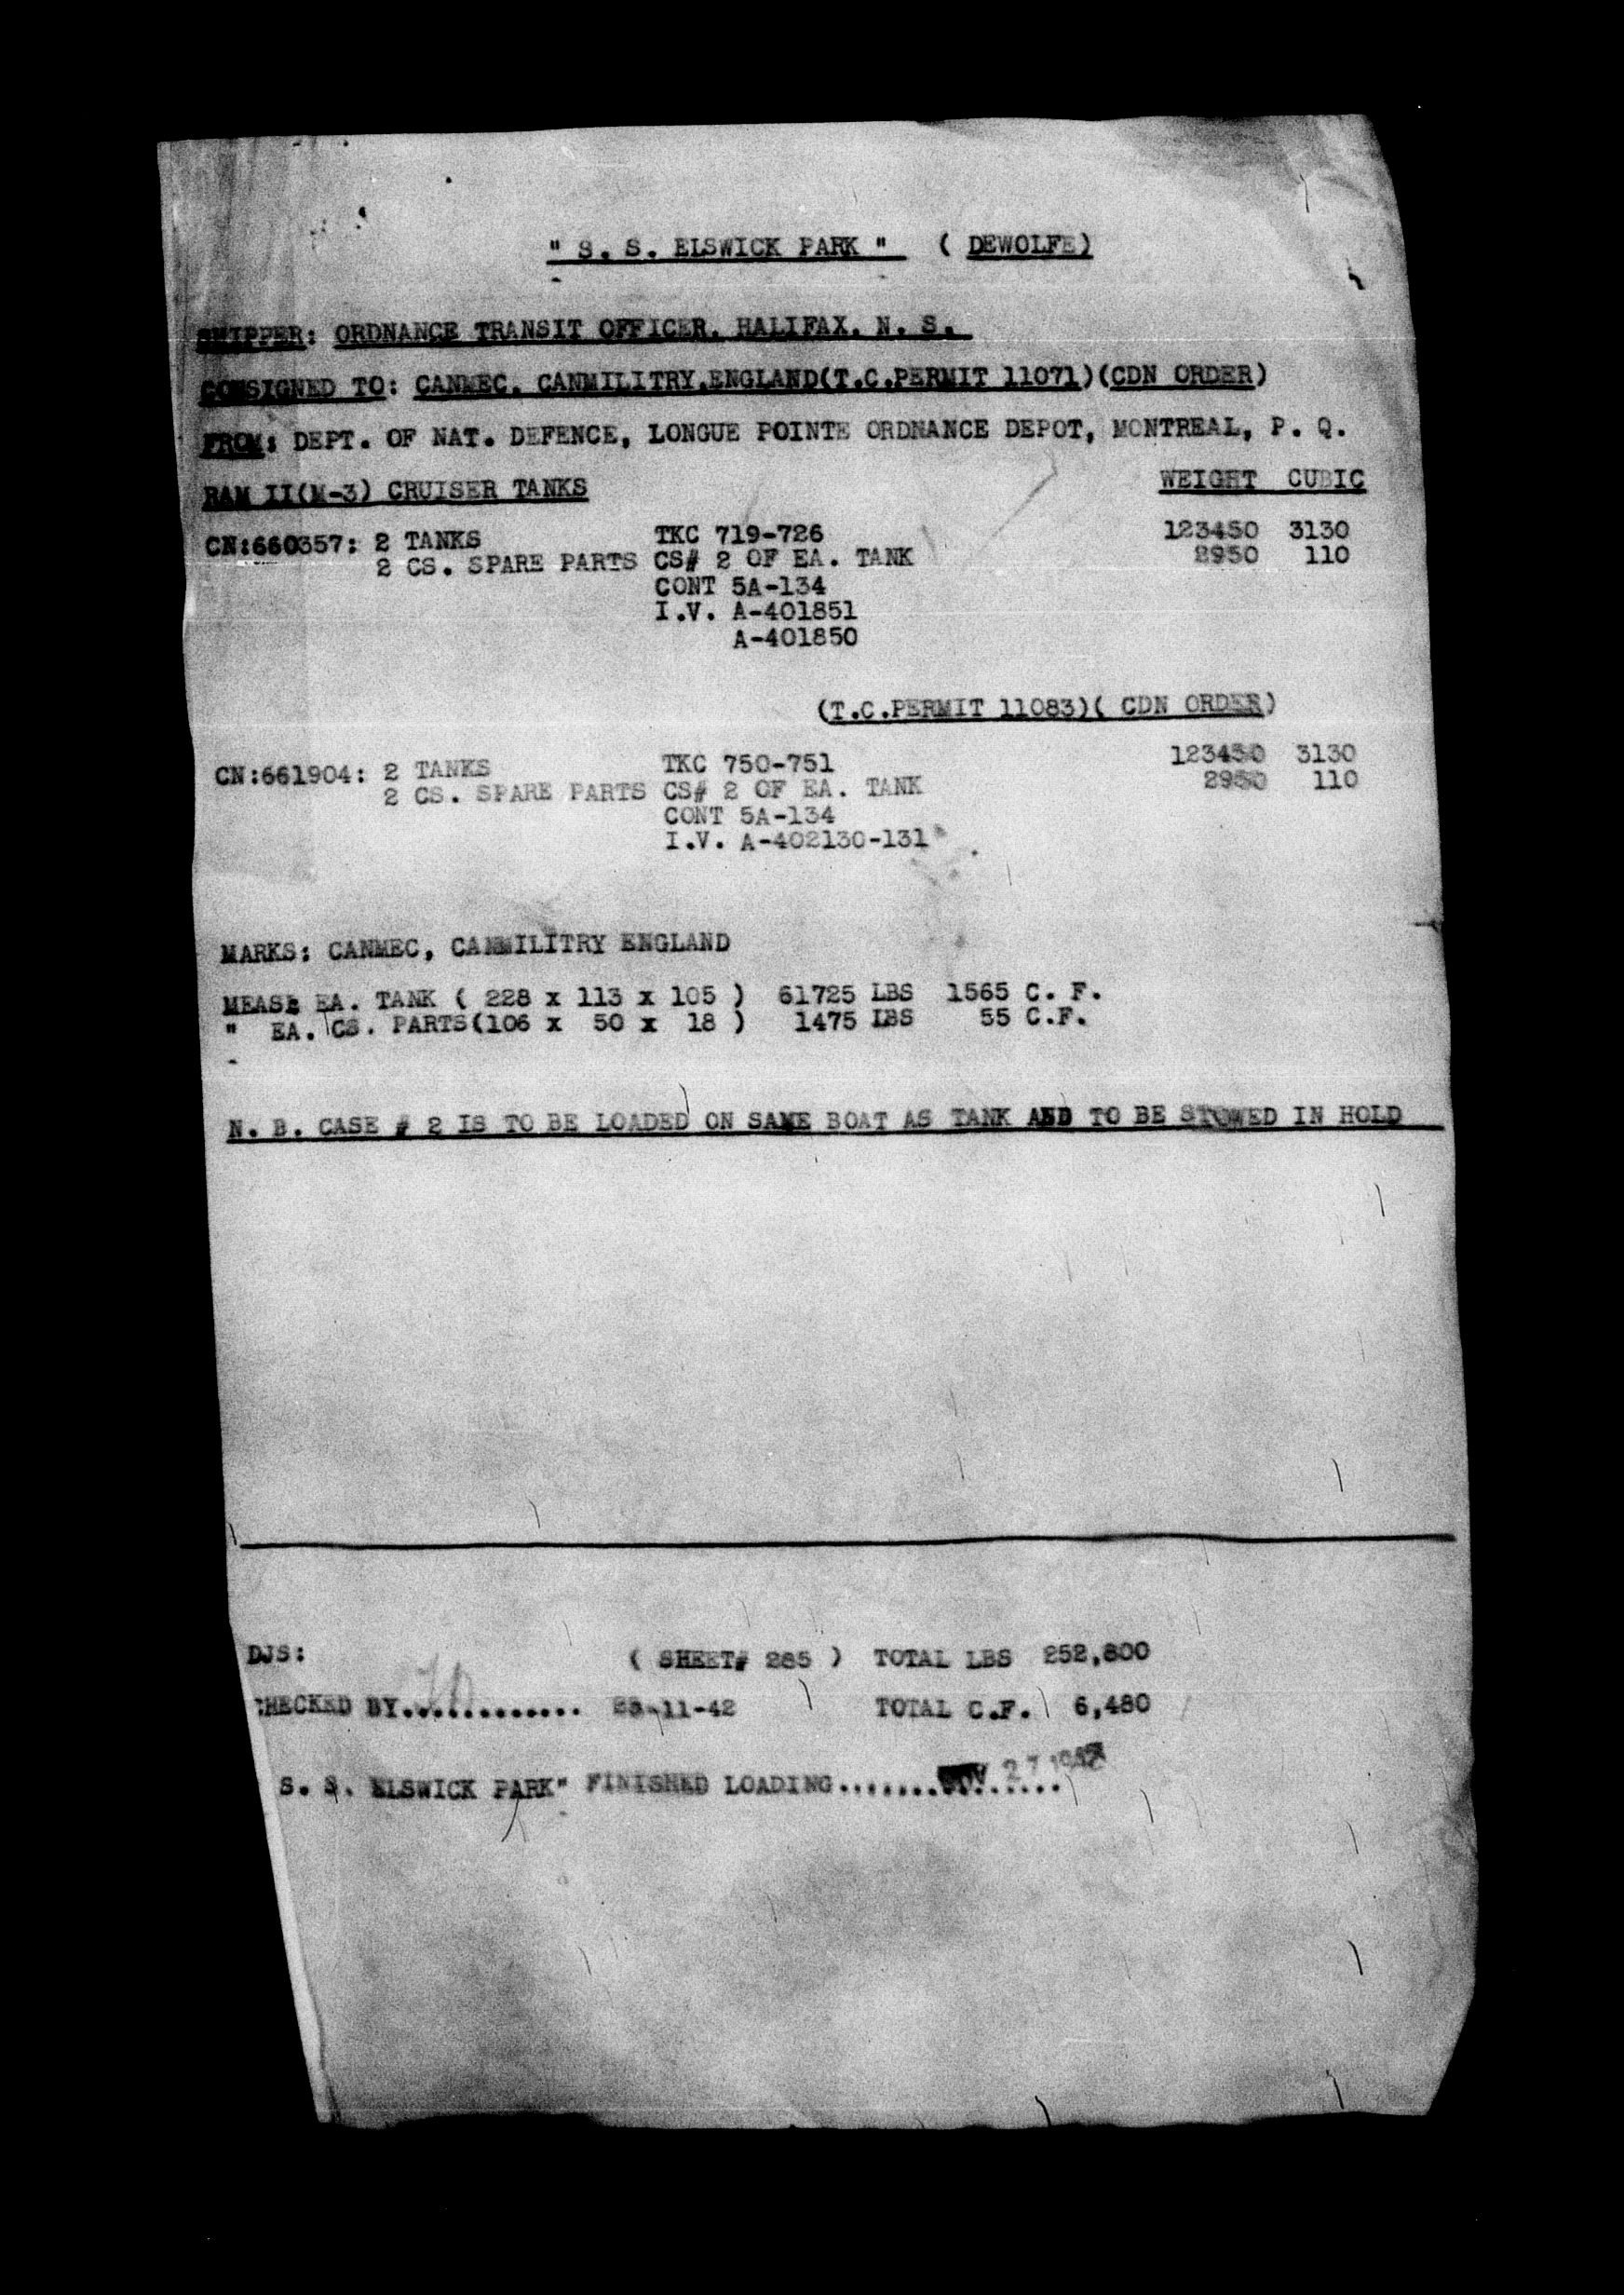 " S. S. ELSWICK PARK " ( DEWOLFE)
SHIPPER: ORDNANCE TRANSIT OFFICER. HALIFAX. N. S.
CONSIGNED TO: CANMEC. CANMILITRY.ENGLAND(T.C.PERMIT 11071)(CDN ORDER)
FROM: DEPT. OF NAT. DEFENCE, LONGUE POINTE ORDNANCE DEPOT, MONTREAL, P. Q.
RAM II(M-3) CRUISER TANKS WEIGHT CUBIC
CN:660357: 2 TANKS TKC 719-726 123450 3130
2 CS. SPARE PARTS CS# 2 OF EA. TANK 2950 110
CONT 5A-134
I.V. A-401851
A-401850
(T.C.PERMIT 11083)( CDN ORDER)
CN:661904: 2 TANKS TKC 750-751 123450 3130
2 CS. SPARE PARTS CS# 2 OF EA. TANK 2950 110
CONT 5A-134
I.V. A-402130-131
MARKS: CANMEC, CANMILITRY ENGLAND
MEAS: EA. TANK ( 228 x 113 x 105 ) 61725 LBS 1565 C. F.
" EA. CS. PARTS(106 x 50 x 18 ) 1475 LBS 55 C.F.
N. B. CASE # 2 IS TO BE LOADED ON SAME BOAT AS TANK AND TO BE STOWED IN HOLD
DJS: ( SHEET# 285 ) TOTAL LBS 252,800
CHECKED BY............. -11-42 TOTAL C.F. 6,480
S. S. ELSWICK PARK" FINISHED LOADING.............. NOV 27 1942